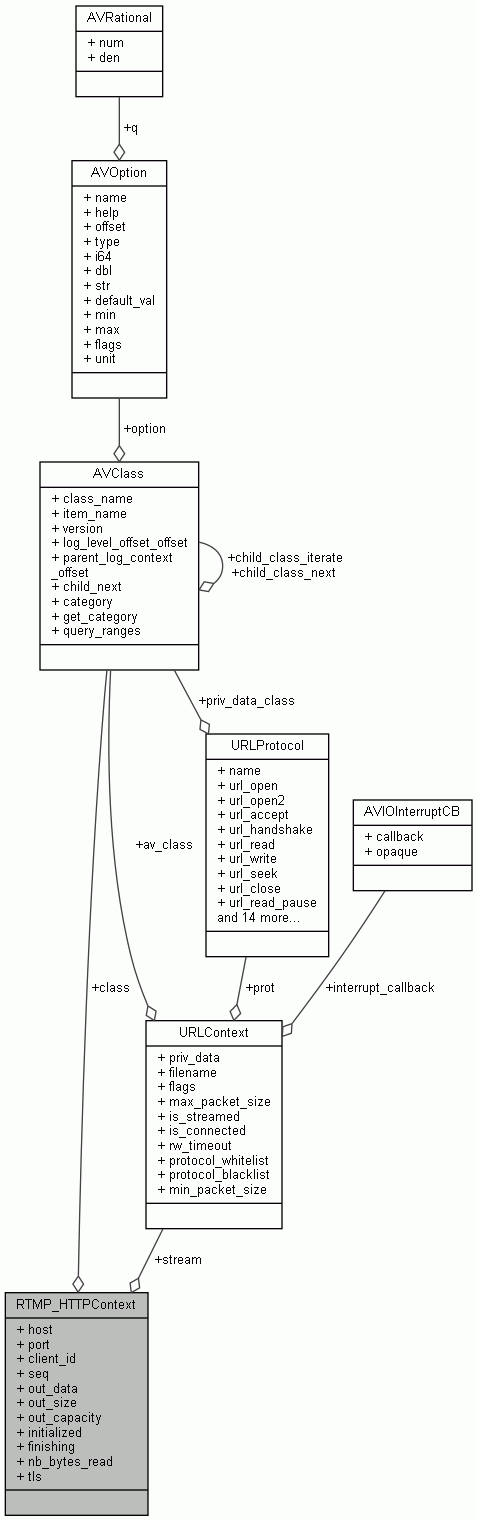 AVRational
+ num
+ den
+q
AVOption
+ name
+ help
+ offset
+ type
+ i64
+ dbl
+ str
+ default_val
+ min
+ max
+ flags
+ unit
+option
AVClass
+ class_name
+ item_name
+ version
+ log_level_offset_offset
+ parent_log_context
_offset
+ child_next
+ category
+ get_category
+ query_ranges
+child_class_iterate
+child_class_next
+priv_data_class
URLProtocol
+ name
+ url_open
+ url_open2
+ url_accept
+ url_handshake
+ url_read
+ url_write
+ url_seek
+ url_close
+ url_read_pause
and 14 more...
AVIOInterruptCB
+ callback
+ opaque
+av_class
+class
+prot
+interrupt_callback
URLContext
+ priv_data
+ filename
+ flags
+ max_packet_size
+ is_streamed
+ is_connected
+ rw_timeout
+ protocol_whitelist
+ protocol_blacklist
+ min_packet_size
+stream
RTMP_HTTPContext
+ host
+ port
+ client_id
+ seq
+ out_data
+ out_size
+ out_capacity
+ initialized
+ finishing
+ nb_bytes_read
+ tls